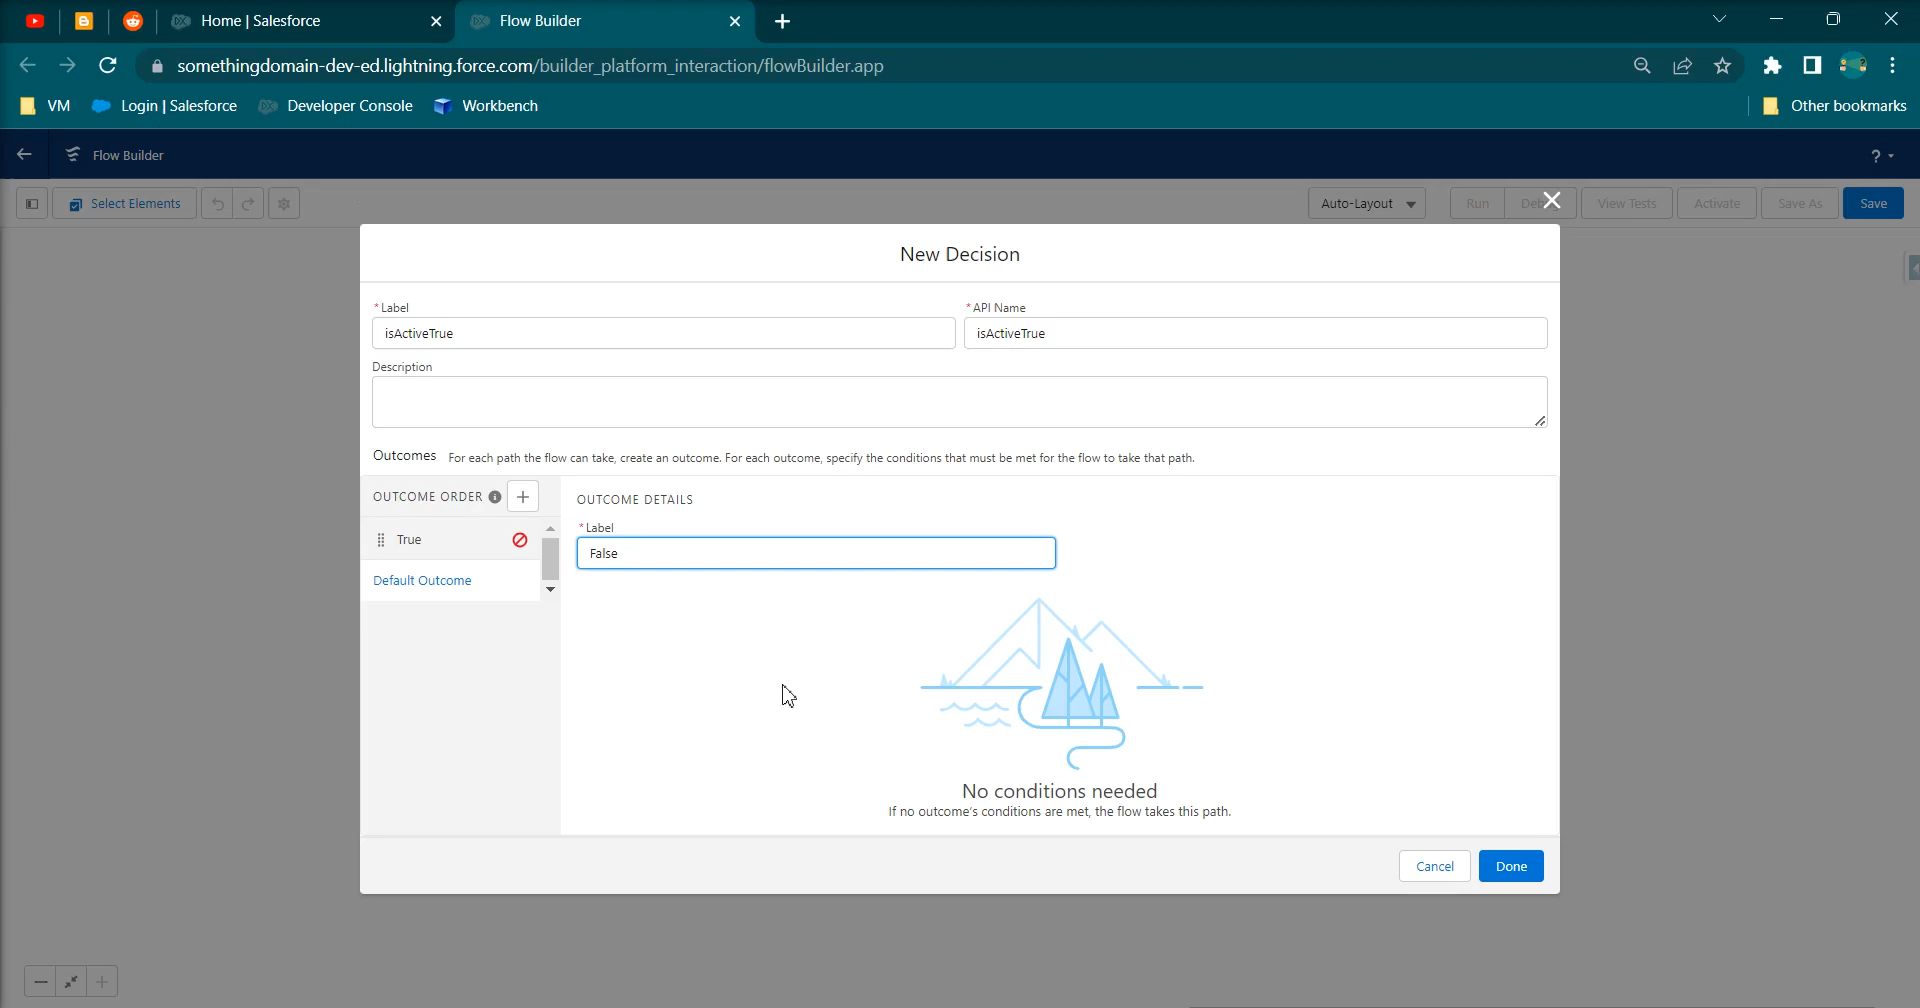 Home | Salesforce
Flow Builder
somethingdomain-dev-ed.lightning.force.com/builder_platform_interaction/flowBuilder.app
VM
Login | Salesforce
Developer Console
Workbench
Other bookmarks
Flow Builder
?
Select Elements
Auto-Layout
Run
View Tests
Activate
Save As
Save
New Decision
* Label
* API Name
isActiveTrue
isActiveTrue
Description
Outcomes For each path the flow can take, create an outcome. For each outcome, specify the conditions that must be met for the flow to take that path.
OUTCOME ORDER
OUTCOME DETAILS
True
* Label
False
Default Outcome
No conditions needed
If no outcome's conditions are met, the flow takes this path.
Cancel
Done